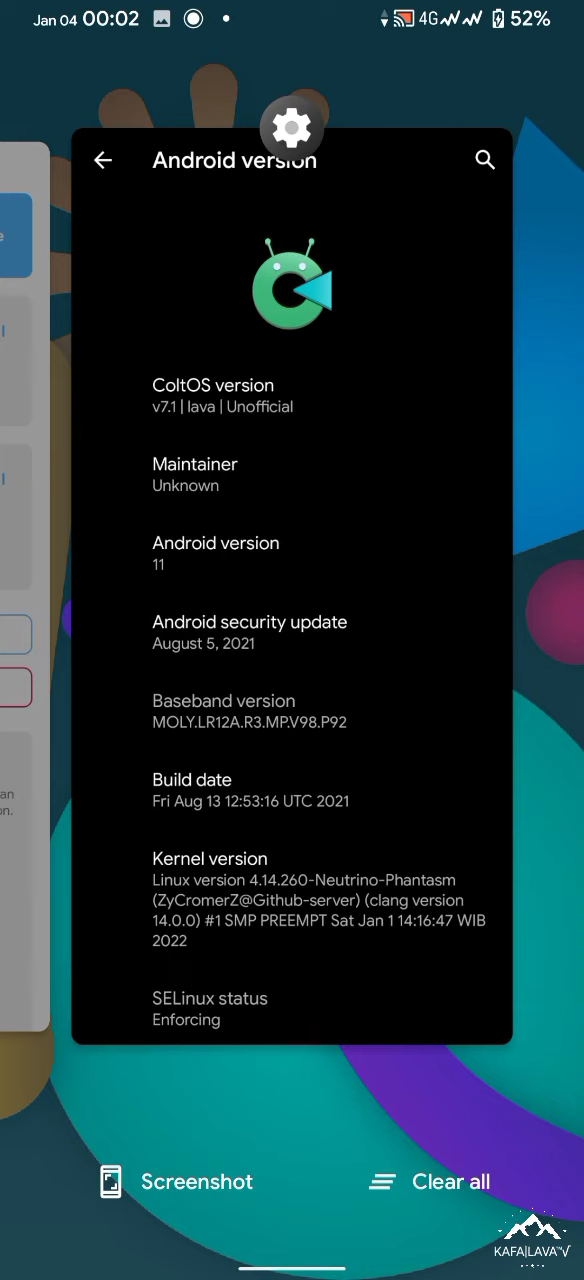 Jan 04 00:02
4G
52%
Android version
e
l
l
an
on.
ColtOS version
v7.1 | lava | Unofficial
Maintainer
Unknown
Android version
11
Android security update
August 5, 2021
Baseband version
MOLY.LR12A.R3.MP.V98.P92
Build date
Fri Aug 13 12:53:16 UTC 2021
Kernel version
Linux version 4.14.260-Neutrino-Phantasm
(ZyCromerZ@Github-server) (clang version
14.0.0) #1 SMP PREEMPT Sat Jan 1 14:16:47 WIB
2022
SELinux status
Enforcing
Screenshot
Clear all
KAFA|LAVA™√